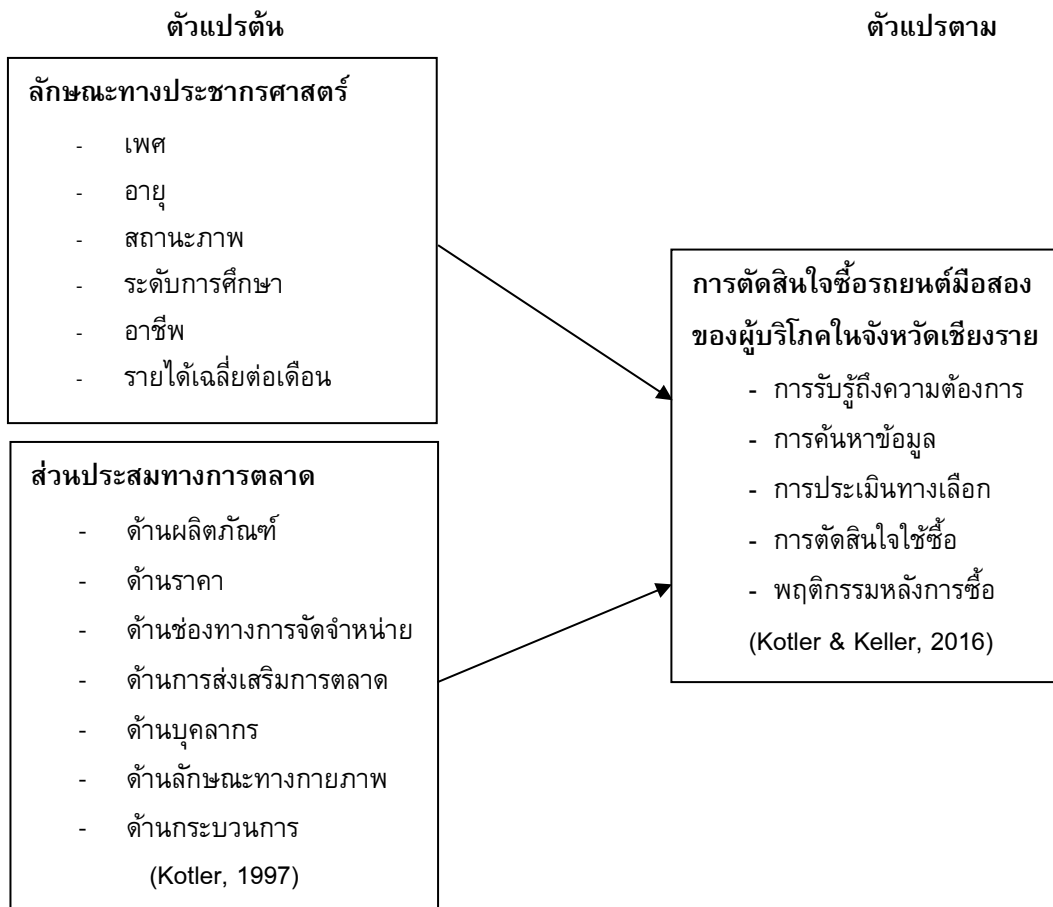 ตัวแปรต้น
ตัวแปรตาม
ลักษณะทางประชากรศาสตร์
- เพศ
- อายุ
- สถานะภาพ
- ระดับการศึกษา
- อาชีพ
- รายได้เฉลี่ยต่อเดือน
ส่วนประสมทางการตลาด
- ด้านผลิตภัณฑ์
- ด้านราคา
- ด้านช่องทางการจัดจำหน่าย
- ด้านการส่งเสริมการตลาด
- ด้านบุคลากร
- ด้านลักษณะทางกายภาพ
- ด้านกระบวนการ
(Kotler, 1997)
การตัดสินใจซื้อรถยนต์มือสอง
ของผู้บริโภคในจังหวัดเชียงราย
- การรับรู้ถึงความต้องการ
- การค้นหาข้อมูล
- การประเมินทางเลือก
- การตัดสินใจใช้ซื้อ
- พฤติกรรมหลังการซื้อ
(Kotler & Keller, 2016)